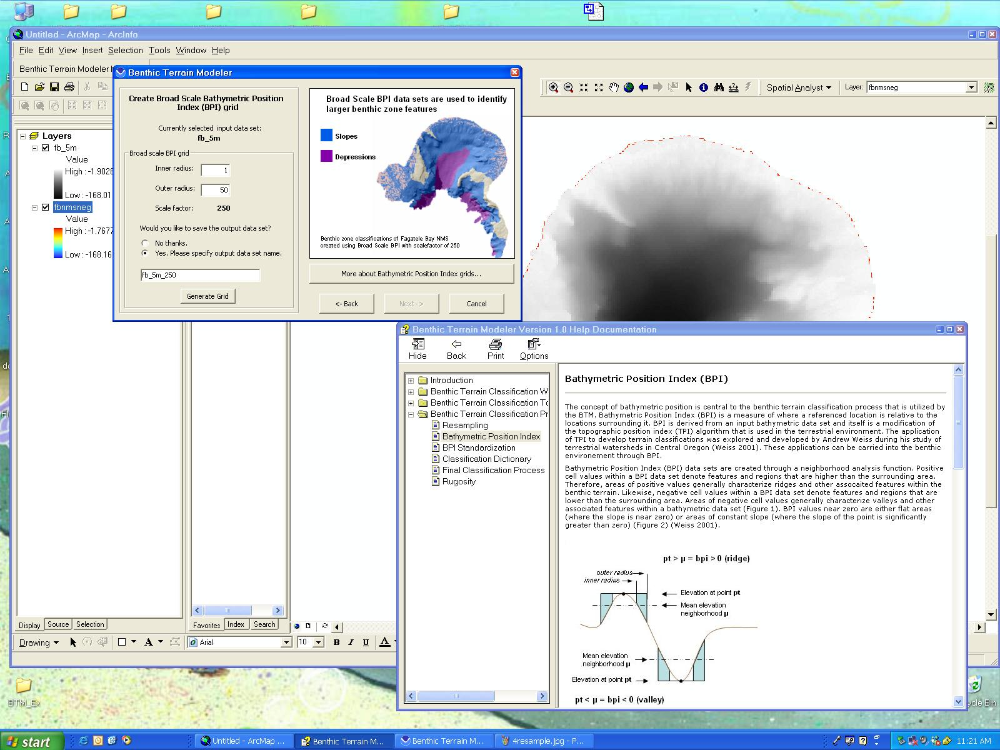 Untitled - ArcMap - ArcInfo
File Edit View Insert Selection Tools Window Help
Benthic Terrain Modeler
Spatial Analyst
Layer: fbnmsneg
Layers
fb_5m
Value
High : -1.9028
Low : -168.01
fbnmsneg
Value
High : -1.7677
Low : -168.16
Benthic Terrain Modeler
Create Broad Scale Bathymetric Position
Index (BPI) grid
Currently selected input data set:
fb_5m
Broad scale BPI grid
Inner radius: 1
Outer radius: 50
Scale factor: 250
Would you like to save the output data set?
No thanks.
Yes. Please specify output data set name.
fb_5m_250
Generate Grid
Broad Scale BPI data sets are used to identify
larger benthic zone features
Slopes
Depressions
Benthic zone classifications of Fagatele Bay NMS
created using Broad Scale BPI with scalefactor of 250
More about Bathymetric Position Index grids...
<- Back Next -> Cancel
Benthic Terrain Modeler Version 1.0 Help Documentation
Hide Back Print Options
Introduction
Benthic Terrain Classification W
Benthic Terrain Classification To
Benthic Terrain Classification Pr
Resampling
Bathymetric Position Index
BPI Standardization
Classification Dictionary
Final Classification Process
Rugosity
Bathymetric Position Index (BPI)
The concept of bathymetric position is central to the benthic terrain classification process that is utilized by
the BTM. Bathymetric Position Index (BPI) is a measure of where a referenced location is relative to the
locations surrounding it. BPI is derived from an input bathymetric data set and itself is a modification of
the topographic position index (TPI) algorithm that is used in the terrestrial environment. The application
of TPI to develop terrain classifications was explored and developed by Andrew Weiss during his study of
terrestrial watersheds in Central Oregon (Weiss 2001). These applications can be carried into the benthic
environement through BPI.
Bathymetric Position Index (BPI) data sets are created through a neighborhood analysis function. Positive
cell values within a BPI data set denote features and regions that are higher than the surrounding area.
Therefore, areas of positive values generally characterize ridges and other assocaited features within the
benthic terrain. Likewise, negative cell values within a BPI data set denote features and regions that are
lower than the surrounding area. Areas of negative cell values generally characterize valleys and other
associated features within a bathymetric data set (Figure 1). BPI values near zero are either flat areas
(where the slope is near zero) or areas of constant slope (where the slope of the point is significantly
greater than zero) (Figure 2) (Weiss 2001).
pt > µ = bpi > 0 (ridge)
outer radius
inner radius
Elevation at point pt
Mean elevation
neighborhood µ
Mean elevation
neighborhood µ
Elevation at point pt
pt < µ = bpi < 0 (valley)
Display Source Selection
Favorites Index Search
Drawing A Arial 10 B I U A
BTM_Ex
ycle Bin
start
Untitled - ArcMap ...
Benthic Terrain M...
Benthic Terrain M...
4resample.jpg - P...
11:21 AM